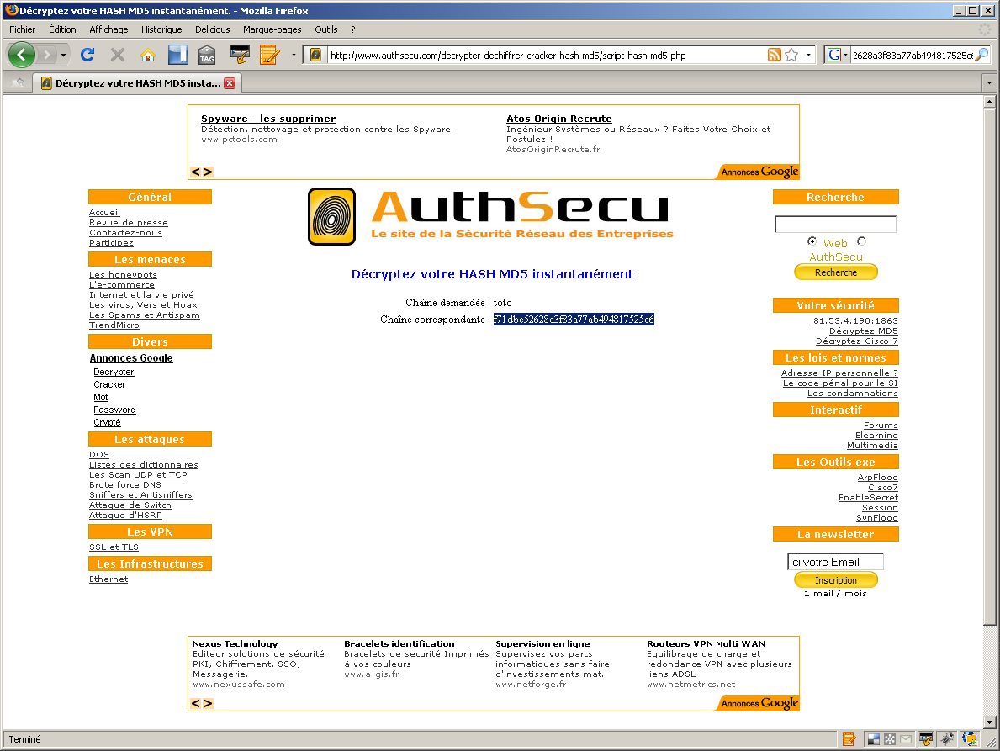 Décryptez votre HASH MD5 instantanément. - Mozilla Firefox
Fichier Édition Affichage Historique Delicious Marque-pages Outils ?
TAG
http://www.authsecu.com/decrypter-dechiffrer-cracker-hash-md5/script-hash-md5.php
G 2628a3f83a77ab494817525c6
Décryptez votre HASH MD5 insta...
Spyware - les supprimer
Détection, nettoyage et protection contre les Spyware.
www.pctools.com
Atos Origin Recrute
Ingénieur Systèmes ou Réseaux ? Faites Votre Choix et
Postulez !
AtosOriginRecrute.fr
< >
Annonces Google
Général
Accueil
Revue de presse
Contactez-nous
Participez
Les menaces
Les honeypots
L'e-commerce
Internet et la vie privé
Les virus, Vers et Hoax
Les Spams et Antispam
TrendMicro
Divers
Annonces Google
Decrypter
Cracker
Mot
Password
Crypté
Les attaques
DOS
Listes des dictionnaires
Les Scan UDP et TCP
Brute force DNS
Sniffers et Antisniffers
Attaque de Switch
Attaque d'HSRP
Les VPN
SSL et TLS
Les Infrastructures
Ethernet
AuthSecu
Le site de la Sécurité Réseau des Entreprises
Décryptez votre HASH MD5 instantanément
Chaîne demandée : toto
Chaîne correspondante : f71dbe52628a3f83a77ab494817525c6
Recherche
Web
AuthSecu
Recherche
Votre sécurité
81.53.4.190:1863
Décryptez MD5
Décryptez Cisco 7
Les lois et normes
Adresse IP personnelle ?
Le code pénal pour le SI
Les condamnations
Interactif
Forums
Elearning
Multimédia
Les Outils exe
ArpFlood
Cisco7
EnableSecret
Session
SynFlood
La newsletter
Ici votre Email
Inscription
1 mail / mois
Nexus Technology
Editeur solutions de sécurité
PKI, Chiffrement, SSO,
Messagerie.
www.nexussafe.com
Bracelets identification
Bracelets de securité Imprimés
à vos couleurs
www.a-gis.fr
Supervision en ligne
Supervisez vos parcs
informatiques sans faire
d'investissements mat.
www.netforge.fr
Routeurs VPN Multi WAN
Equilibrage de charge et
redondance VPN avec plusieurs
liens ADSL
www.netmetrics.net
< >
Annonces Google
Terminé